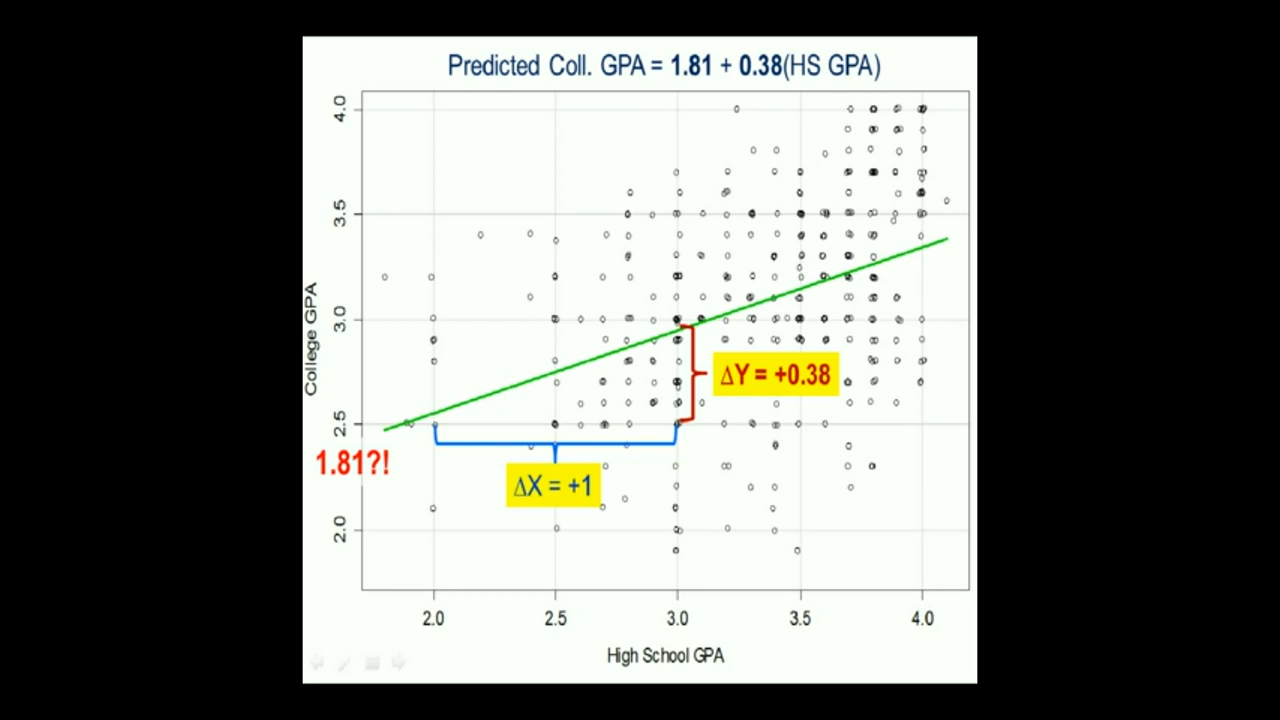 Predicted Coll. GPA = 1.81 + 0.38(HS GPA)
4.0
3.5
3.0
2.5
2.0
College GPA
ΔY = +0.38
1.81?!
ΔX = +1
2.0 2.5 3.0 3.5 4.0
High School GPA